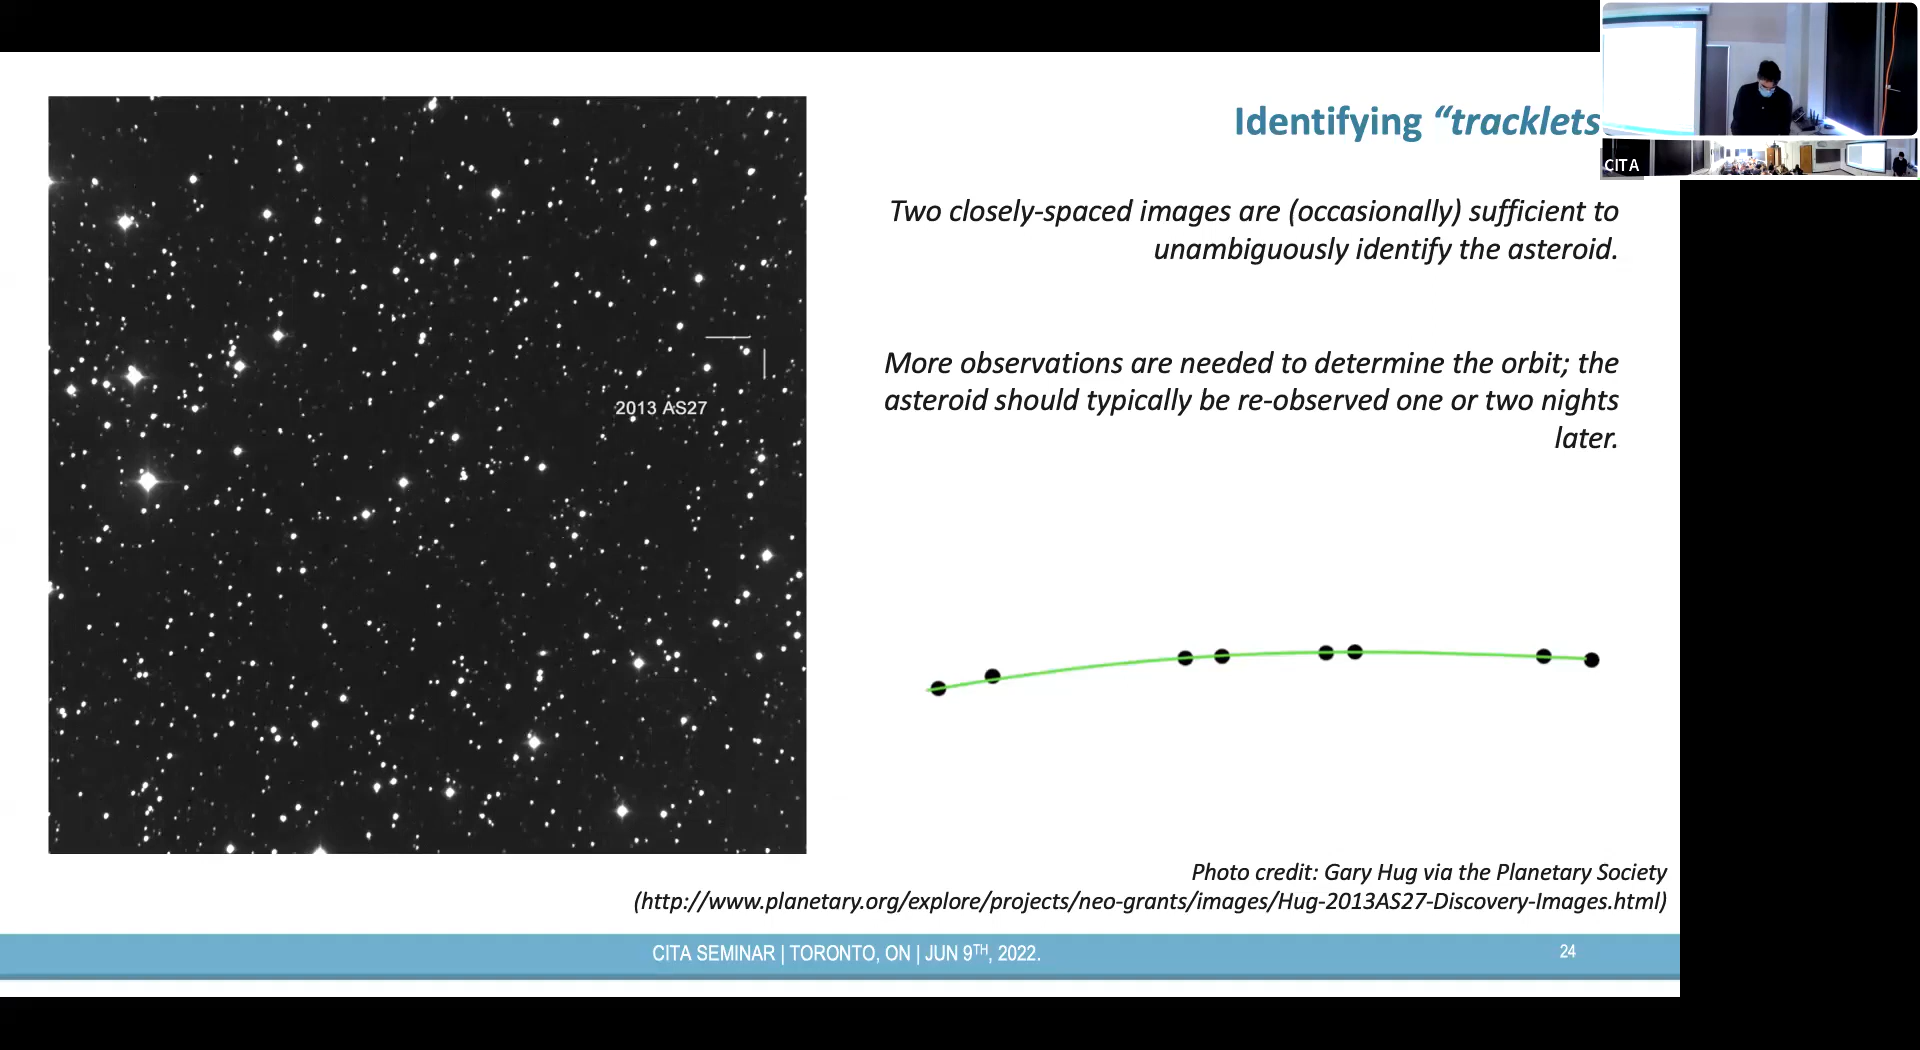 Identifying “tracklets
CITA
Two closely-spaced images are (occasionally) sufficient to
unambiguously identify the asteroid.
More observations are needed to determine the orbit; the
asteroid should typically be re-observed one or two nights
later.
2013 AS27
Photo credit: Gary Hug via the Planetary Society
(http://www.planetary.org/explore/projects/neo-grants/images/Hug-2013AS27-Discovery-Images.html)
CITA SEMINAR | TORONTO, ON | JUN 9TH, 2022.
24